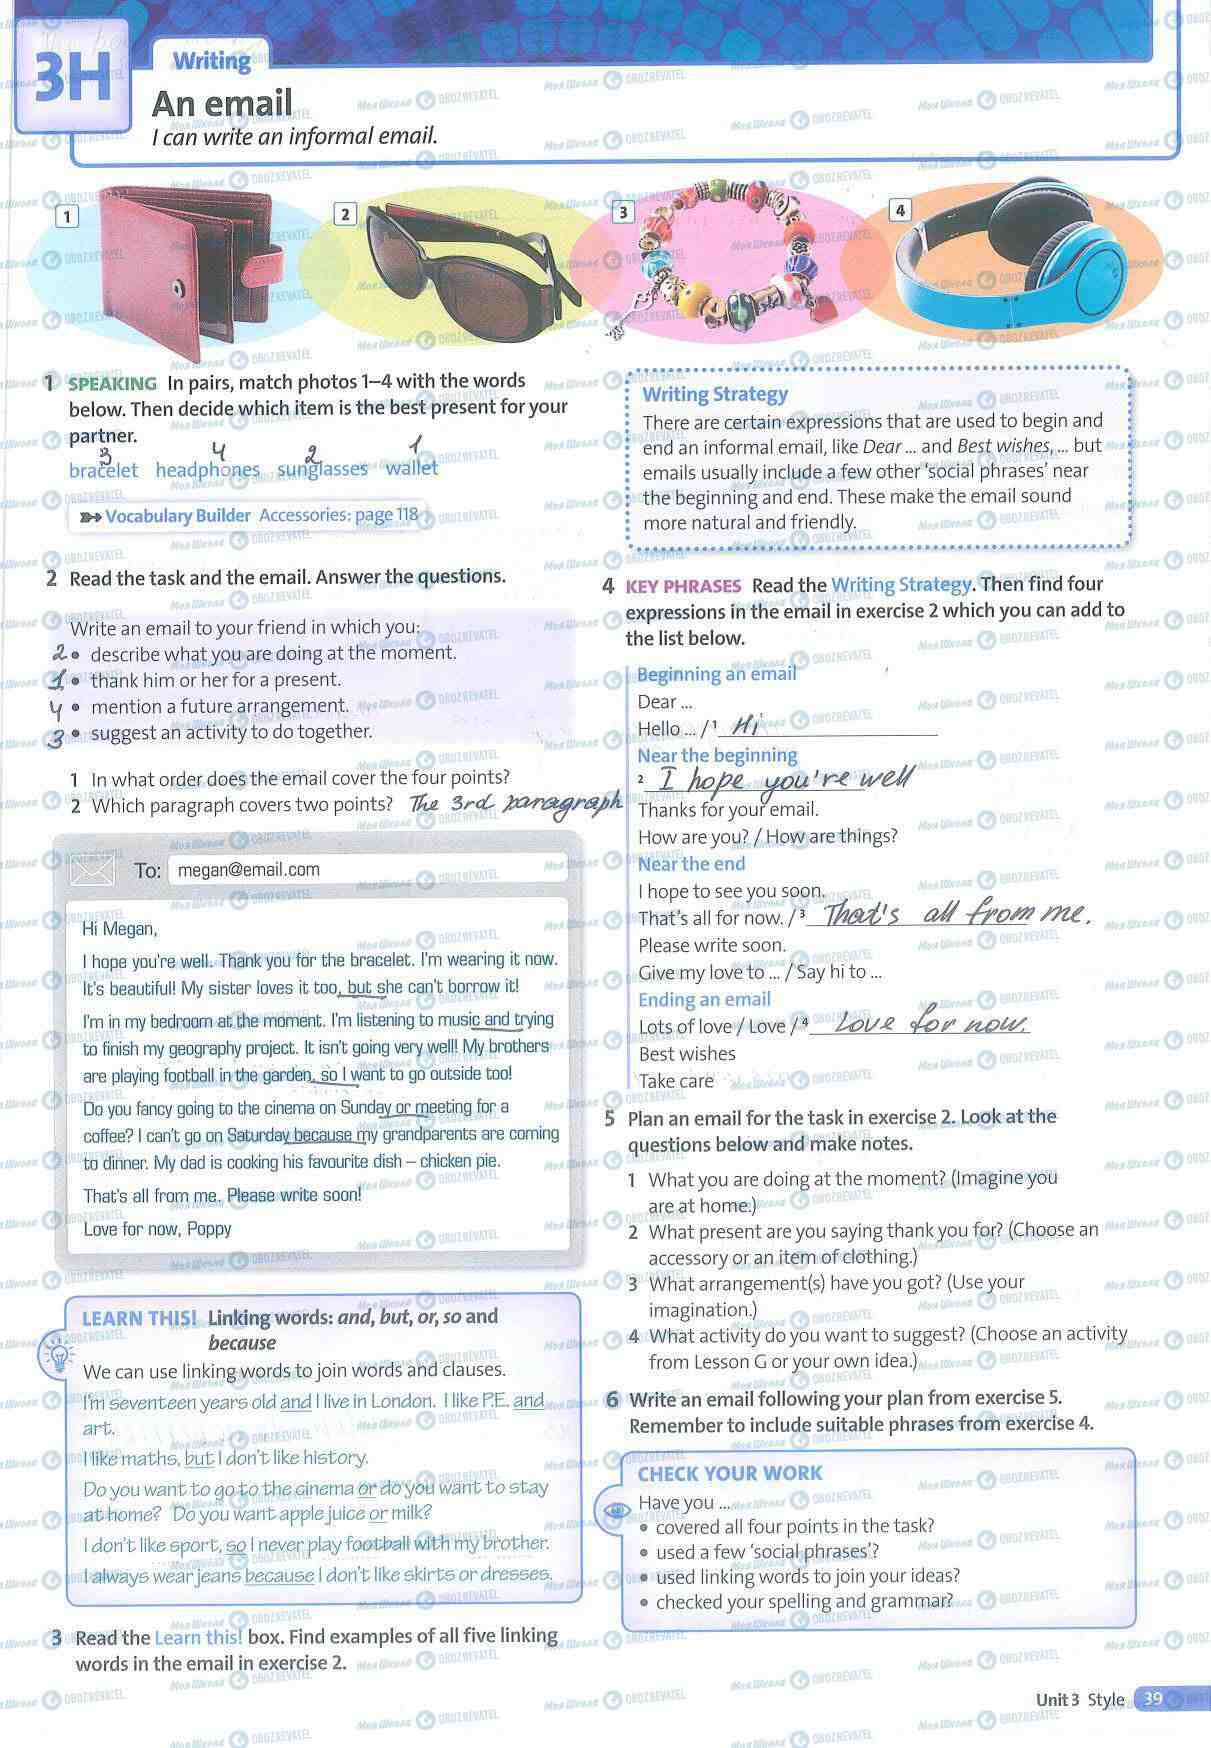 3H
Writing
An email
I can write an informal email.
1
2
3
4
1 SPEAKING In pairs, match photos 1–4 with the words
below. Then decide which item is the best present for your
partner.
3 4 2 1
bracelet headphones sunglasses wallet
Vocabulary Builder Accessories: page 118
2 Read the task and the email. Answer the questions.
Write an email to your friend in which you:
2 • describe what you are doing at the moment.
1 • thank him or her for a present.
4 • mention a future arrangement.
3 • suggest an activity to do together.
1 In what order does the email cover the four points?
2 Which paragraph covers two points? The 3rd paragraph
To: megan@email.com
Hi Megan,
I hope you're well. Thank you for the bracelet. I'm wearing it now.
It's beautiful! My sister loves it too, but she can't borrow it!
I'm in my bedroom at the moment. I'm listening to music and trying
to finish my geography project. It isn't going very well! My brothers
are playing football in the garden, so I want to go outside too!
Do you fancy going to the cinema on Sunday or meeting for a
coffee? I can't go on Saturday because my grandparents are coming
to dinner. My dad is cooking his favourite dish – chicken pie.
That's all from me. Please write soon!
Love for now, Poppy
LEARN THIS! Linking words: and, but, or, so and
because
We can use linking words to join words and clauses.
I'm seventeen years old and I live in London. I like P.E. and
art.
I like maths, but I don't like history.
Do you want to go to the cinema or do you want to stay
at home? Do you want apple juice or milk?
I don't like sport, so I never play football with my brother.
I always wear jeans because I don't like skirts or dresses.
3 Read the Learn this! box. Find examples of all five linking
words in the email in exercise 2.
Writing Strategy
There are certain expressions that are used to begin and
end an informal email, like Dear ... and Best wishes, ... but
emails usually include a few other 'social phrases' near
the beginning and end. These make the email sound
more natural and friendly.
4 KEY PHRASES Read the Writing Strategy. Then find four
expressions in the email in exercise 2 which you can add to
the list below.
Beginning an email
Dear ...
Hello ... / 1 Hi
Near the beginning
2 I hope you're well
Thanks for your email.
How are you? / How are things?
Near the end
I hope to see you soon.
That's all for now. / 3 That's all from me.
Please write soon.
Give my love to ... / Say hi to ...
Ending an email
Lots of love / Love / 4 Love for now.
Best wishes
Take care
5 Plan an email for the task in exercise 2. Look at the
questions below and make notes.
1 What you are doing at the moment? (Imagine you
are at home.)
2 What present are you saying thank you for? (Choose an
accessory or an item of clothing.)
3 What arrangement(s) have you got? (Use your
imagination.)
4 What activity do you want to suggest? (Choose an activity
from Lesson G or your own idea.)
6 Write an email following your plan from exercise 5.
Remember to include suitable phrases from exercise 4.
CHECK YOUR WORK
Have you ...
• covered all four points in the task?
• used a few 'social phrases'?
• used linking words to join your ideas?
• checked your spelling and grammar?
Unit 3 Style 39
Моя Школа OBOZREVATEL